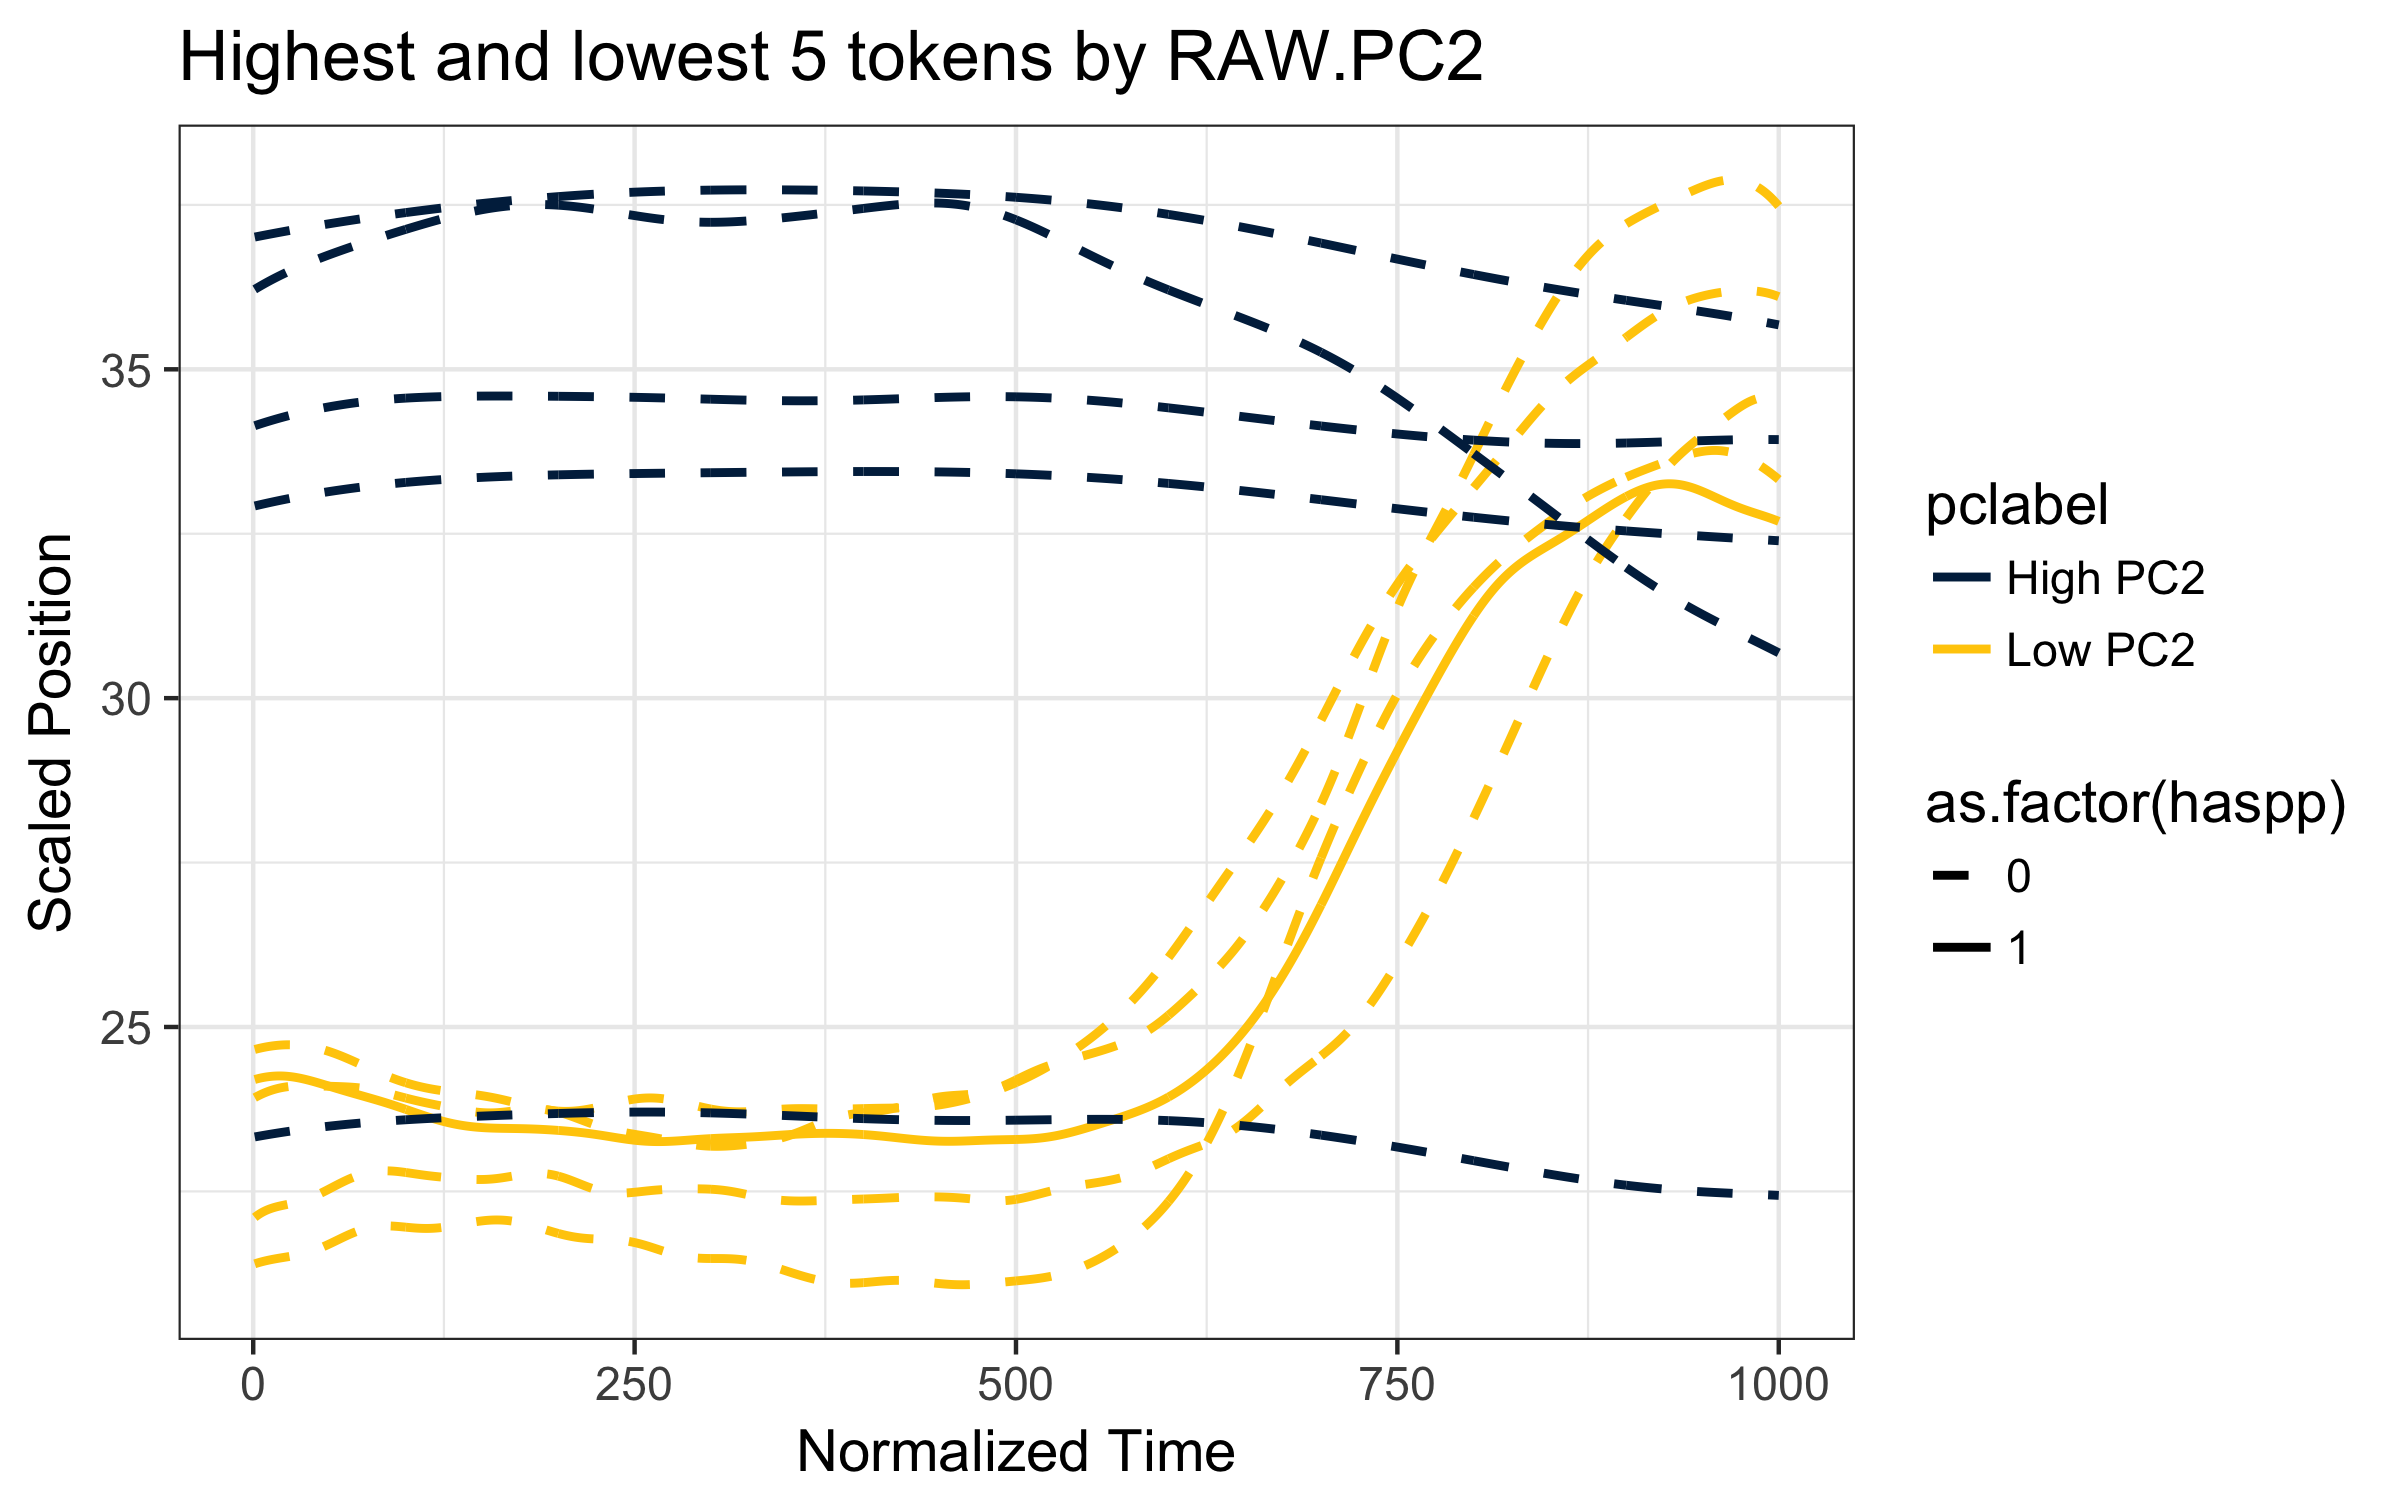 Highest and lowest 5 tokens by RAW.PC2
35
30
25
Scaled Position
0 250 500 750 1000
Normalized Time
pclabel
High PC2
Low PC2
as.factor(haspp)
0
1